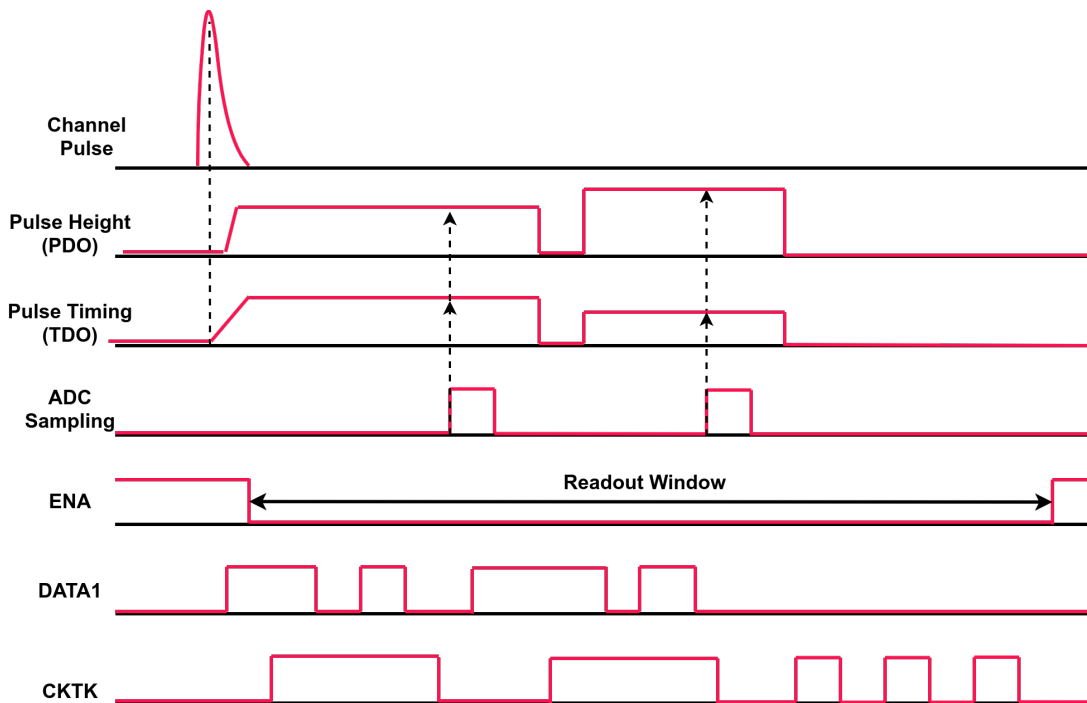 Channel
Pulse
Pulse Height
(PDO)
Pulse Timing
(TDO)
ADC
Sampling
ENA
Readout Window
DATA1
CKTK